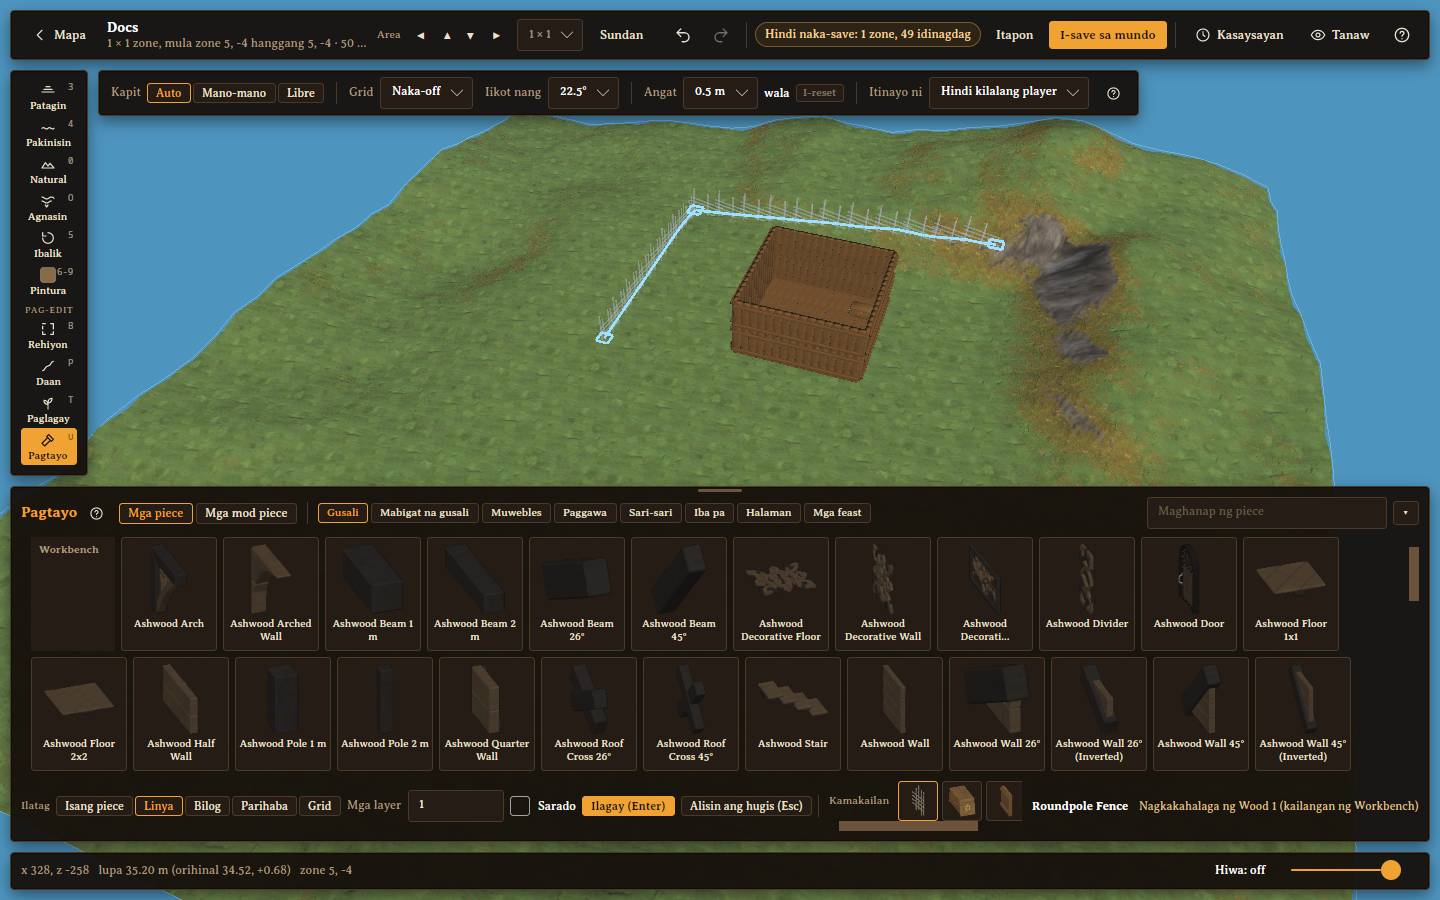 Mapa
Docs
1 × 1 zone, mula zone 5, -4 hanggang 5, -4 · 50 ...
Area
1 × 1
Sundan
Hindi naka-save: 1 zone, 49 idinagdag
Itapon
I-save sa mundo
Kasaysayan
Tanaw
3
Patagin
4
Pakinisin
0
Natural
O
Agnasin
5
Ibalik
6-9
Pintura
PAG-EDIT
B
Rehiyon
P
Daan
T
Paglagay
U
Pagtayo
Kapit
Auto
Mano-mano
Libre
Grid
Naka-off
Iikot nang
22.5°
Angat
0.5 m
wala
I-reset
Itinayo ni
Hindi kilalang player
Pagtayo
Mga piece
Mga mod piece
Gusali
Mabigat na gusali
Muwebles
Paggawa
Sari-sari
Iba pa
Halaman
Mga feast
Maghanap ng piece
Workbench
Ashwood Arch
Ashwood Arched
Wall
Ashwood Beam 1
m
Ashwood Beam 2
m
Ashwood Beam
26°
Ashwood Beam
45°
Ashwood
Decorative Floor
Ashwood
Decorative Wall
Ashwood
Decorati...
Ashwood Divider
Ashwood Door
Ashwood Floor
1x1
Ashwood Floor
2x2
Ashwood Half
Wall
Ashwood Pole 1 m
Ashwood Pole 2 m
Ashwood Quarter
Wall
Ashwood Roof
Cross 26°
Ashwood Roof
Cross 45°
Ashwood Stair
Ashwood Wall
Ashwood Wall 26°
Ashwood Wall 26°
(Inverted)
Ashwood Wall 45°
Ashwood Wall 45°
(Inverted)
Ilatag
Isang piece
Linya
Bilog
Parihaba
Grid
Mga layer
1
Sarado
Ilagay (Enter)
Alisin ang hugis (Esc)
Kamakailan
Roundpole Fence
Nagkakahalaga ng Wood 1 (kailangan ng Workbench)
x 328, z -258 lupa 35.20 m (orihinal 34.52, +0.68) zone 5, -4
Hiwa: off